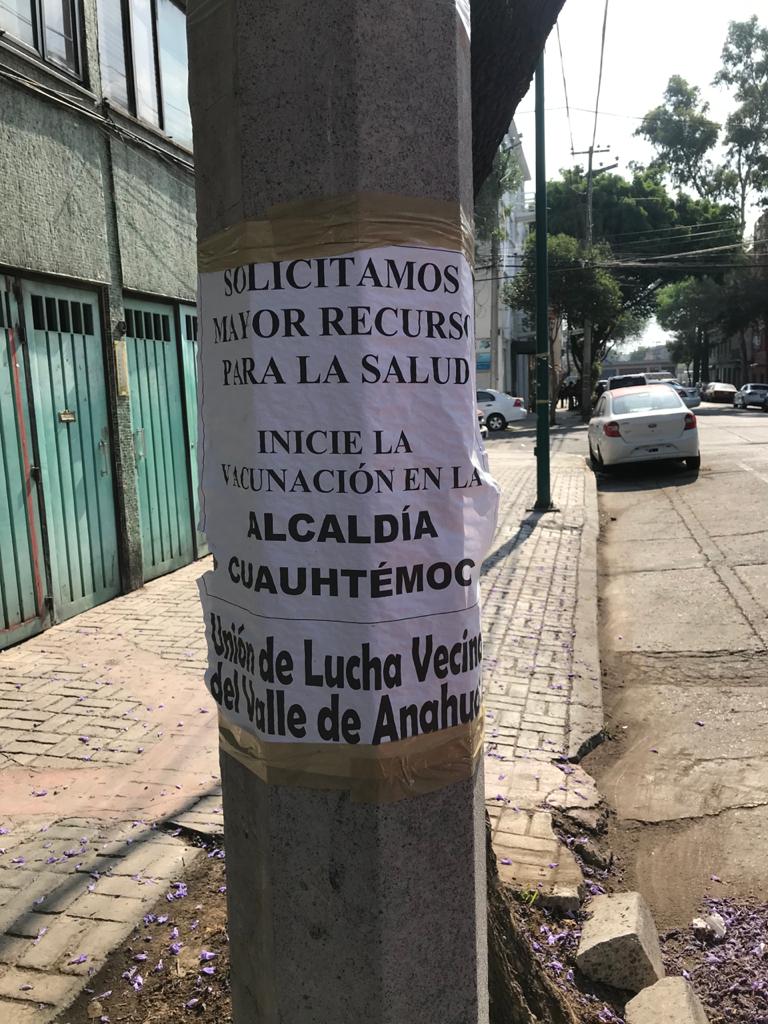 SOLICITAMOS
MAYOR RECURSO
PARA LA SALUD
INICIE LA
VACUNACIÓN EN LA
ALCALDÍA
CUAUHTÉMOC
Unión de Lucha Vecin
del Valle de Anahu